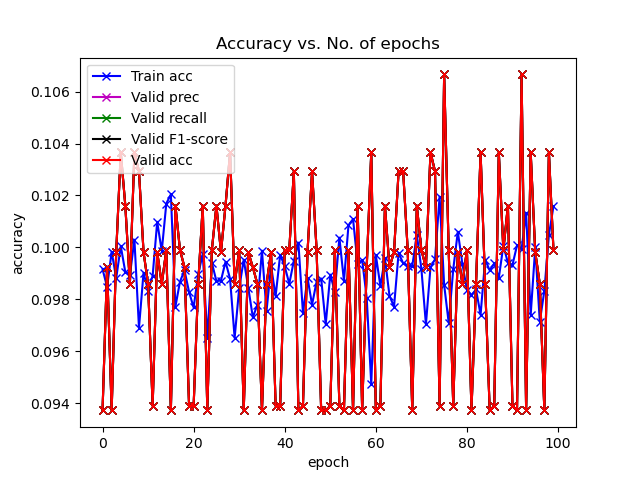 Accuracy vs. No. of epochs
Train acc
Valid prec
Valid recall
Valid F1-score
Valid acc
accuracy
0.106
0.104
0.102
0.100
0.098
0.096
0.094
0 20 40 60 80 100
epoch